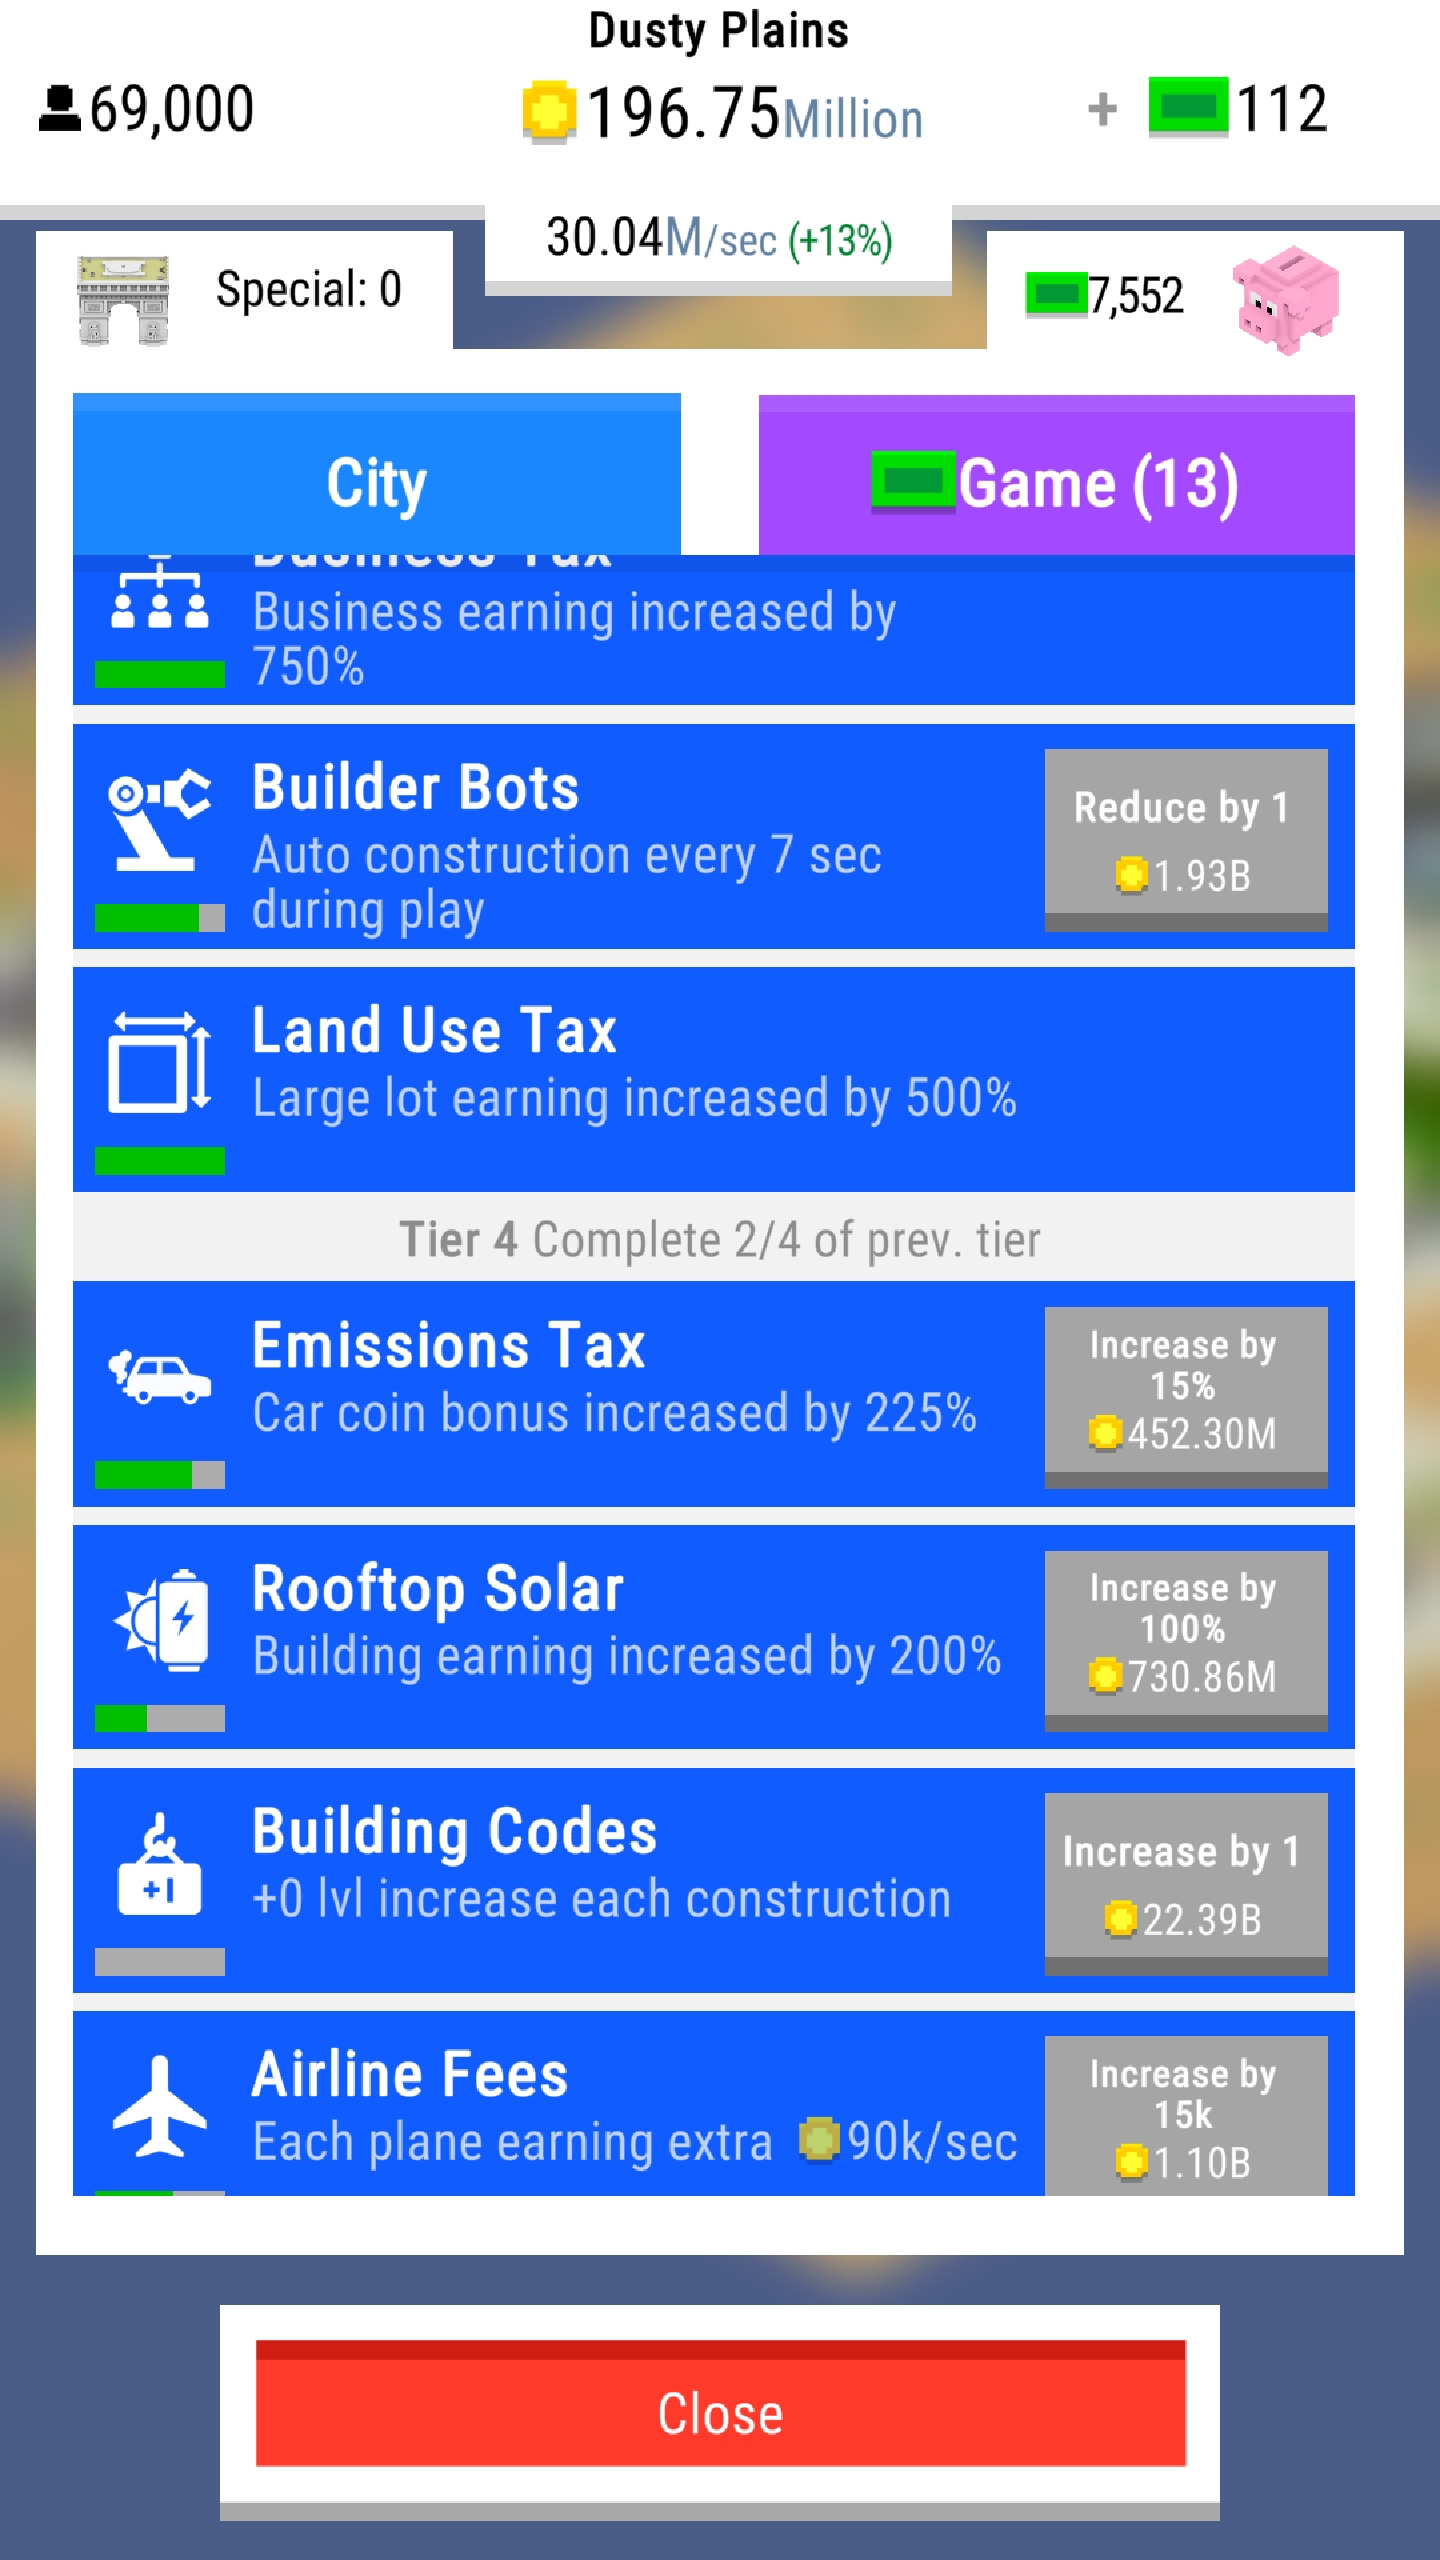 Dusty Plains
69,000
196.75Million
+ 112
30.04M/sec (+13%)
Special: 0
7,552
City
Game (13)
Business Tax
Business earning increased by
750%
Builder Bots
Auto construction every 7 sec
during play
Reduce by 1
1.93B
Land Use Tax
Large lot earning increased by 500%
Tier 4 Complete 2/4 of prev. tier
Emissions Tax
Car coin bonus increased by 225%
Increase by
15%
452.30M
Rooftop Solar
Building earning increased by 200%
Increase by
100%
730.86M
+1
Building Codes
+0 lvl increase each construction
Increase by 1
22.39B
Airline Fees
Each plane earning extra 90k/sec
Increase by
15k
1.10B
Close